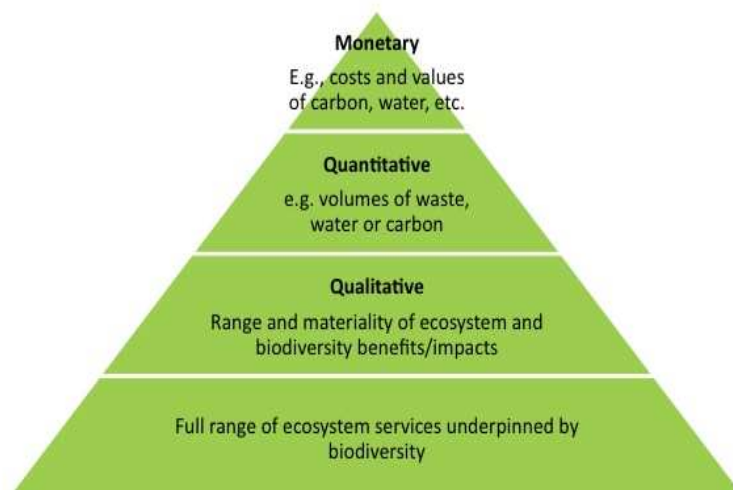 Monetary
E.g., costs and values
of carbon, water, etc.
Quantitative
e.g. volumes of waste,
water or carbon
Qualitative
Range and materiality of ecosystem and
biodiversity benefits/impacts
Full range of ecosystem services underpinned by
biodiversity